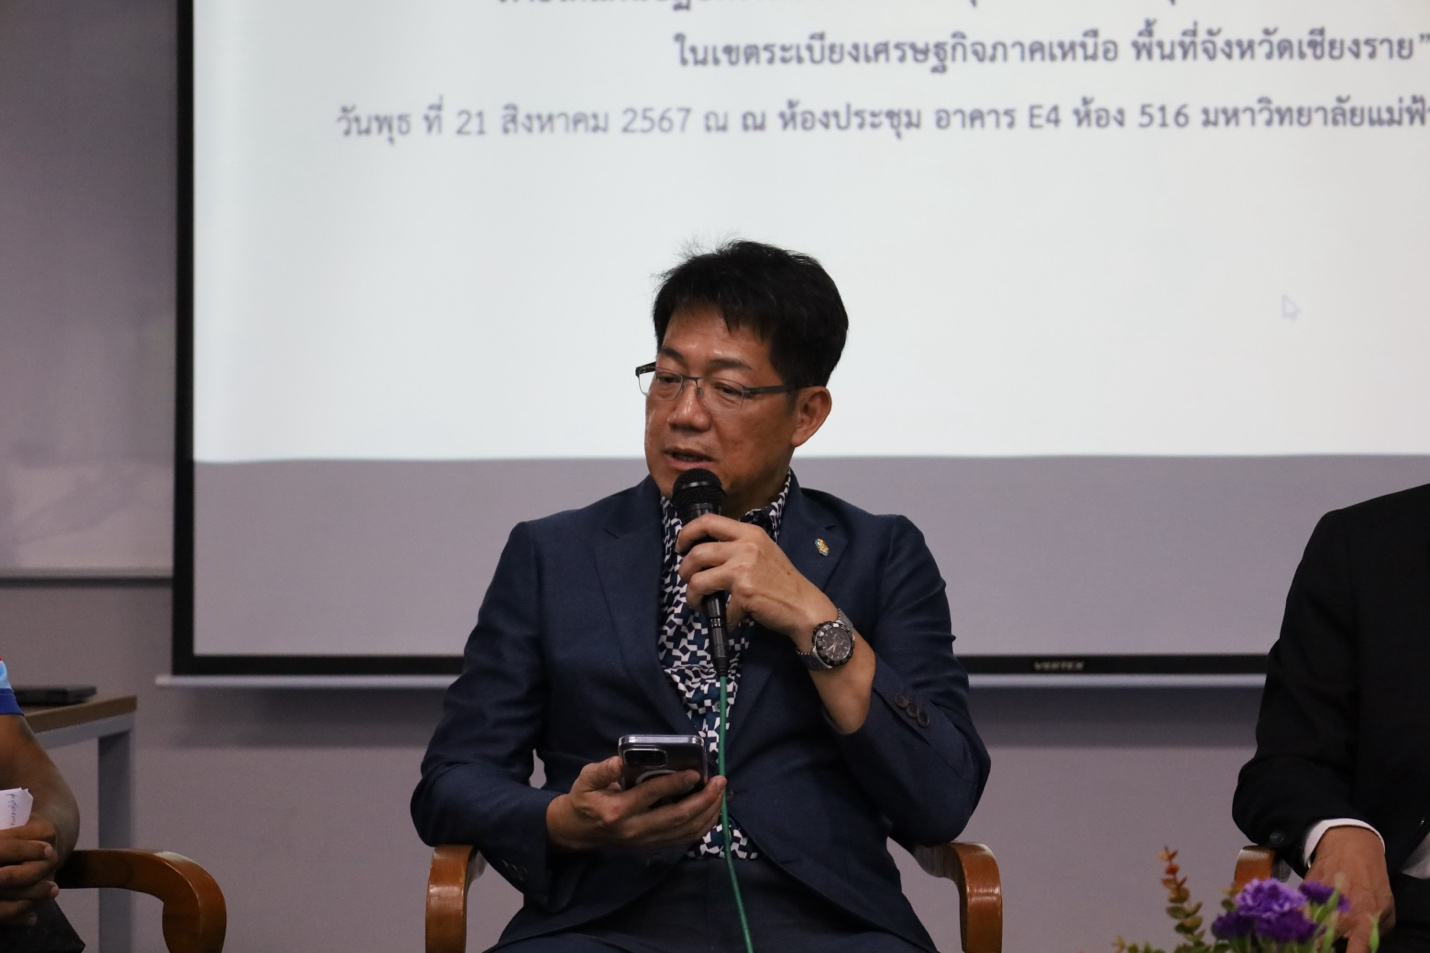 ในเขตระเบียงเศรษฐกิจภาคเหนือ พื้นที่จังหวัดเชียงราย”
วันพุธ ที่ 21 สิงหาคม 2567 ณ ณ ห้องประชุม อาคาร E4 ห้อง 516 มหาวิทยาลัยแม่ฟ้า
VERTEX